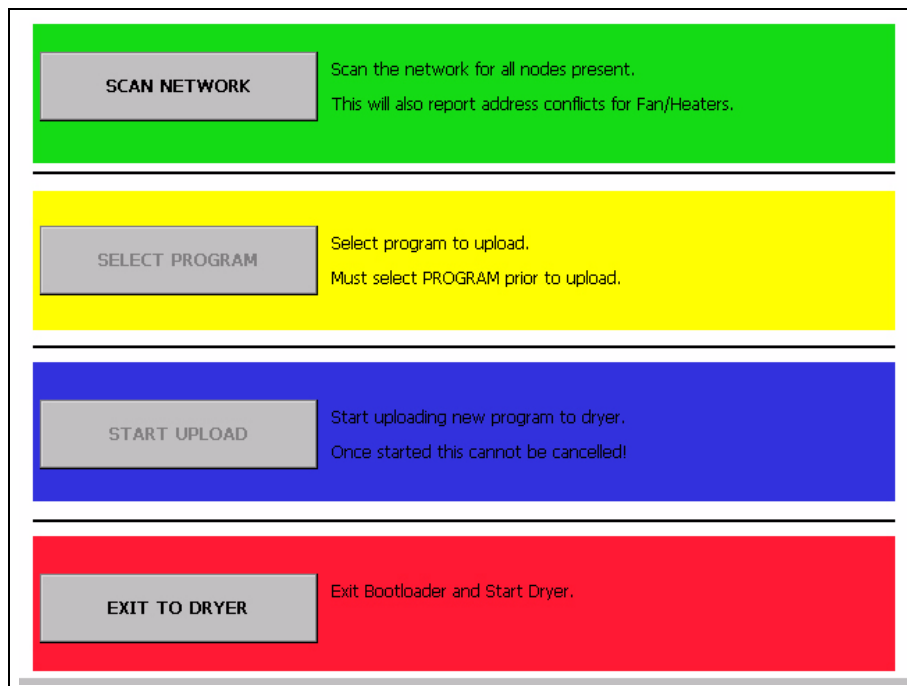 SCAN NETWORK
Scan the network for all nodes present.
This will also report address conflicts for Fan/Heaters.
SELECT PROGRAM
Select program to upload.
Must select PROGRAM prior to upload.
START UPLOAD
Start uploading new program to dryer.
Once started this cannot be cancelled!
EXIT TO DRYER
Exit Bootloader and Start Dryer.